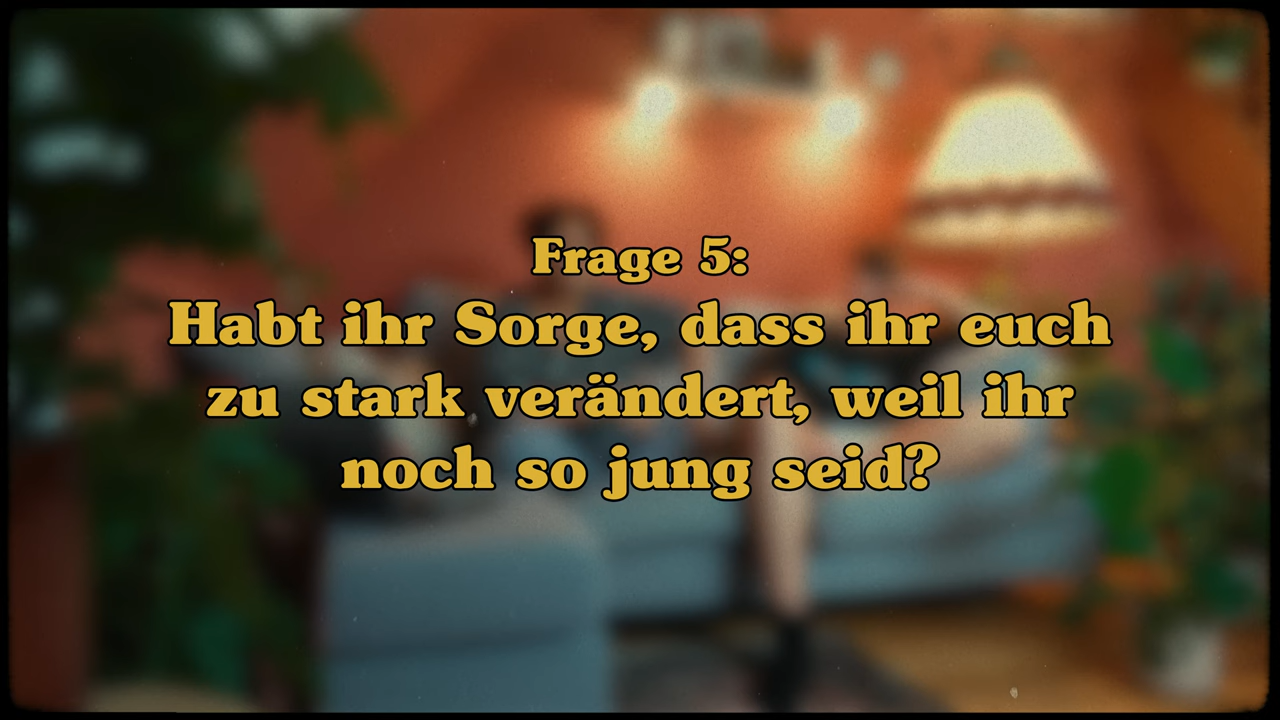 Frage 5:
Habt ihr Sorge, dass ihr euch
zu stark verändert, weil ihr
noch so jung seid?